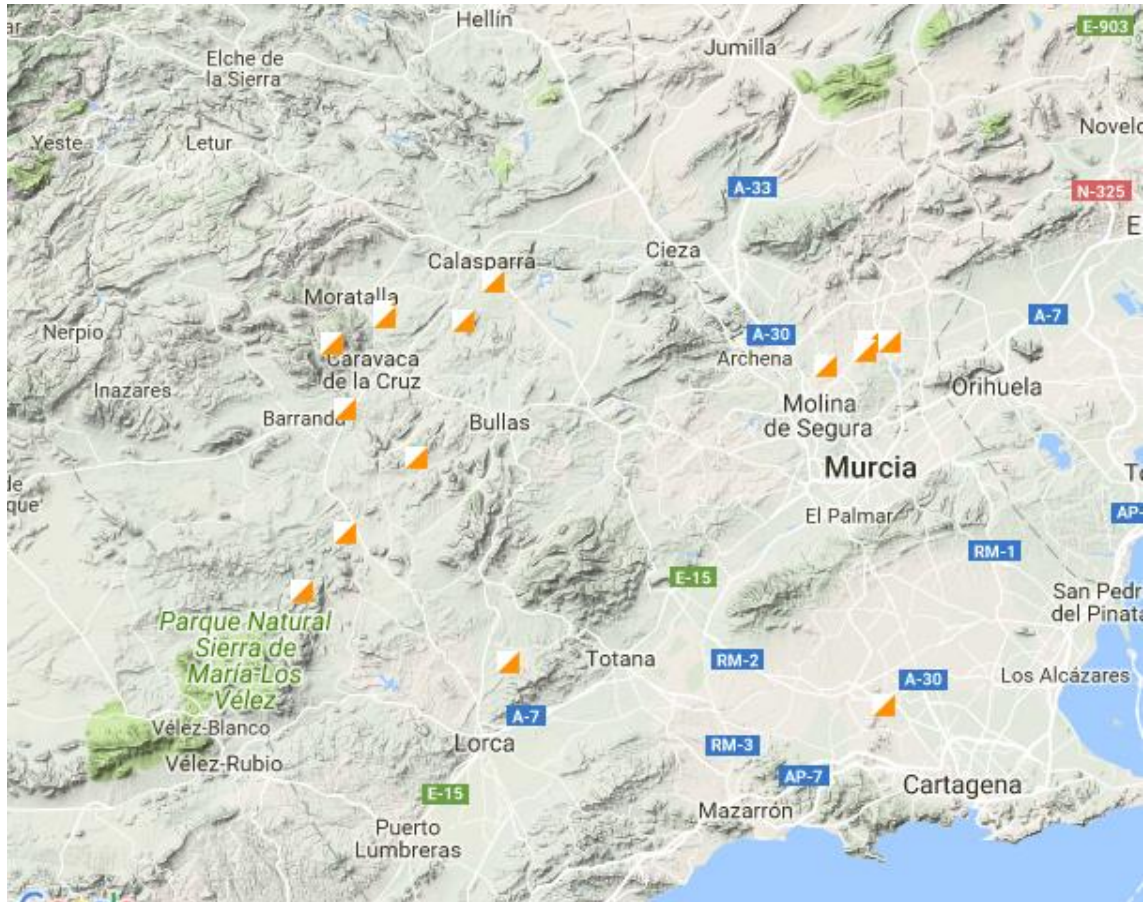 Hellín
E-903
Jumilla
Elche de
la Sierra
Yeste
Letur
Novelo
A-33
N-325
E
Cieza
Calasparra
Moratalla
A-7
Nerpio
A-30
Archena
Caravaca
de la Cruz
Inazares
Orihuela
Molina
de Segura
Barranda
Bullas
Murcia
de
que
To
El Palmar
AP-
RM-1
E-15
San Pedr
del Pinata
Parque Natural
Sierra de
María-Los
Vélez
Totana
RM-2
Los Alcázares
A-30
A-7
Vélez-Blanco
Lorca
RM-3
Vélez-Rubio
AP-7
Cartagena
E-15
Mazarrón
Puerto
Lumbreras